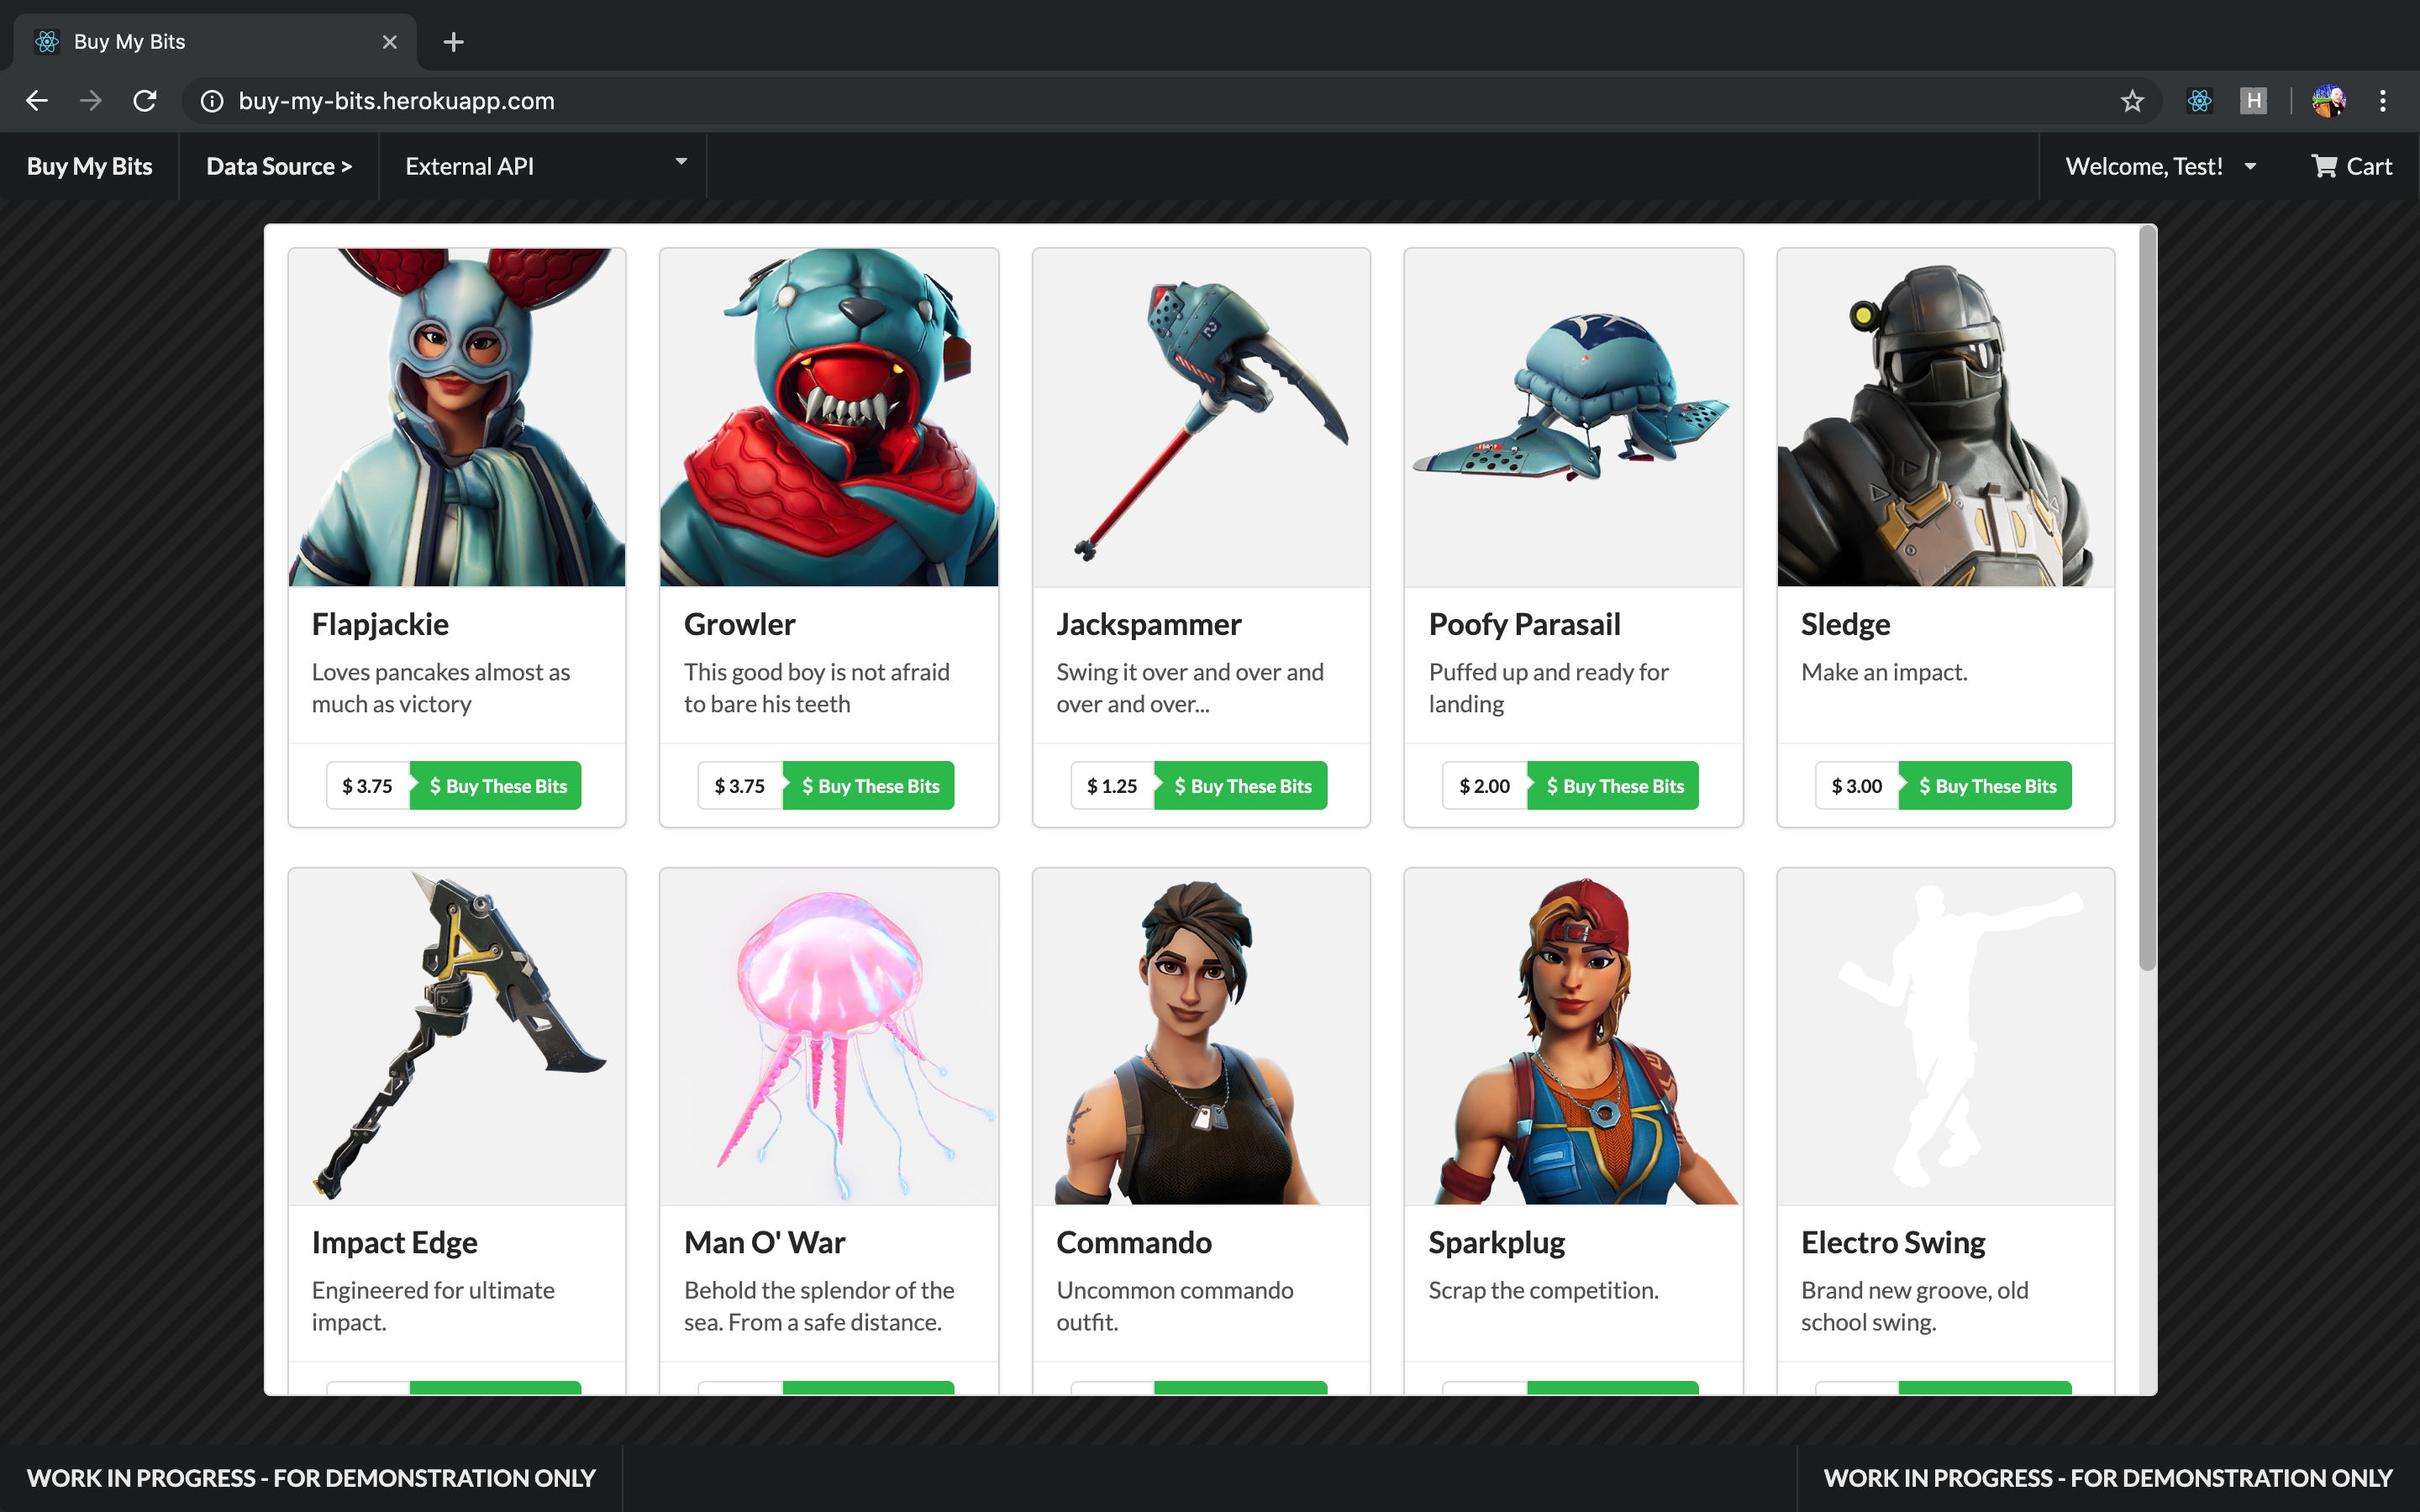 Buy My Bits
buy-my-bits.herokuapp.com
H
Buy My Bits
Data Source >
External API
Welcome, Test!
Cart
Flapjackie
Loves pancakes almost as
much as victory
$ 3.75
$ Buy These Bits
Growler
This good boy is not afraid
to bare his teeth
$ 3.75
$ Buy These Bits
Jackspammer
Swing it over and over and
over and over...
$ 1.25
$ Buy These Bits
Poofy Parasail
Puffed up and ready for
landing
$ 2.00
$ Buy These Bits
Sledge
Make an impact.
$ 3.00
$ Buy These Bits
Impact Edge
Engineered for ultimate
impact.
Man O' War
Behold the splendor of the
sea. From a safe distance.
Commando
Uncommon commando
outfit.
Sparkplug
Scrap the competition.
Electro Swing
Brand new groove, old
school swing.
WORK IN PROGRESS - FOR DEMONSTRATION ONLY
WORK IN PROGRESS - FOR DEMONSTRATION ONLY